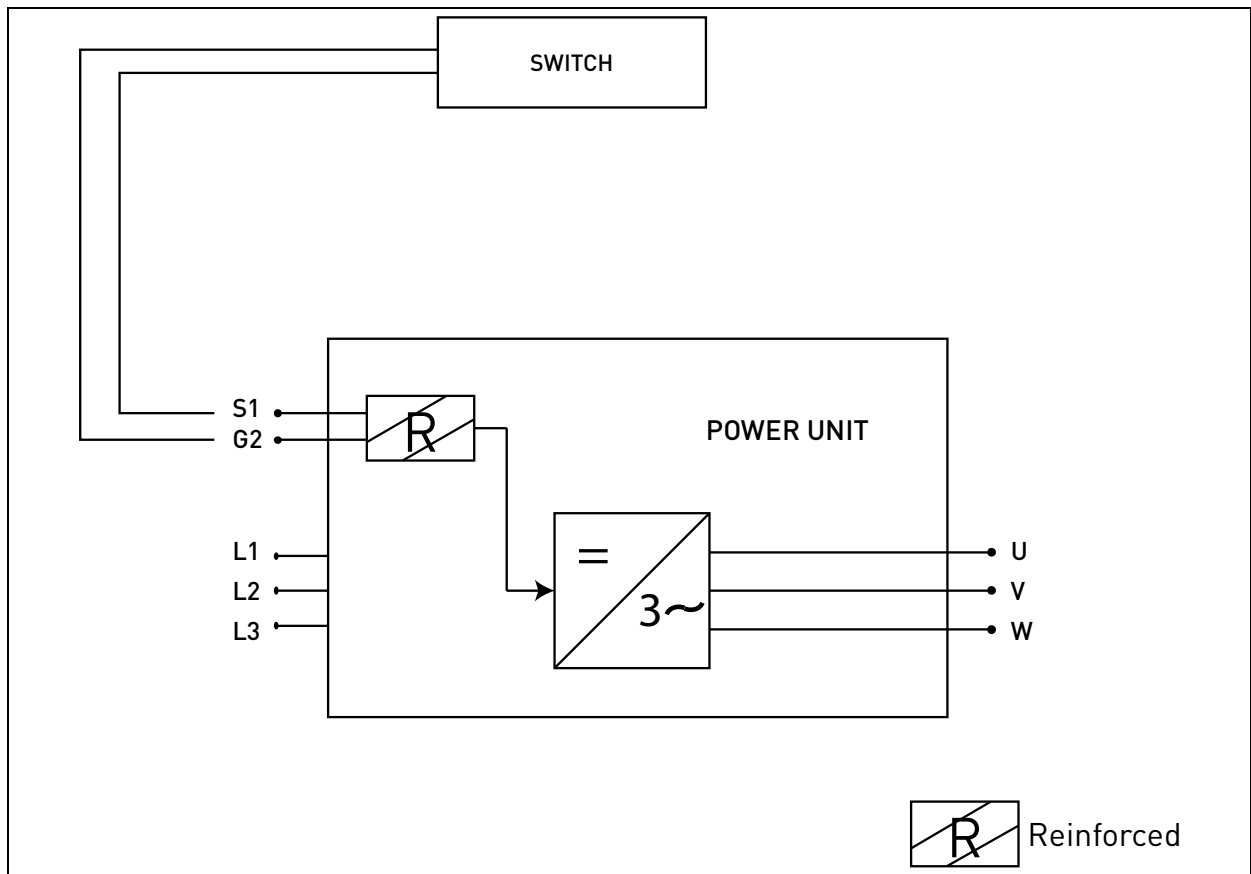 SWITCH
S1
G2
R
POWER UNIT
L1
L2
L3
=
3~
U
V
W
R Reinforced